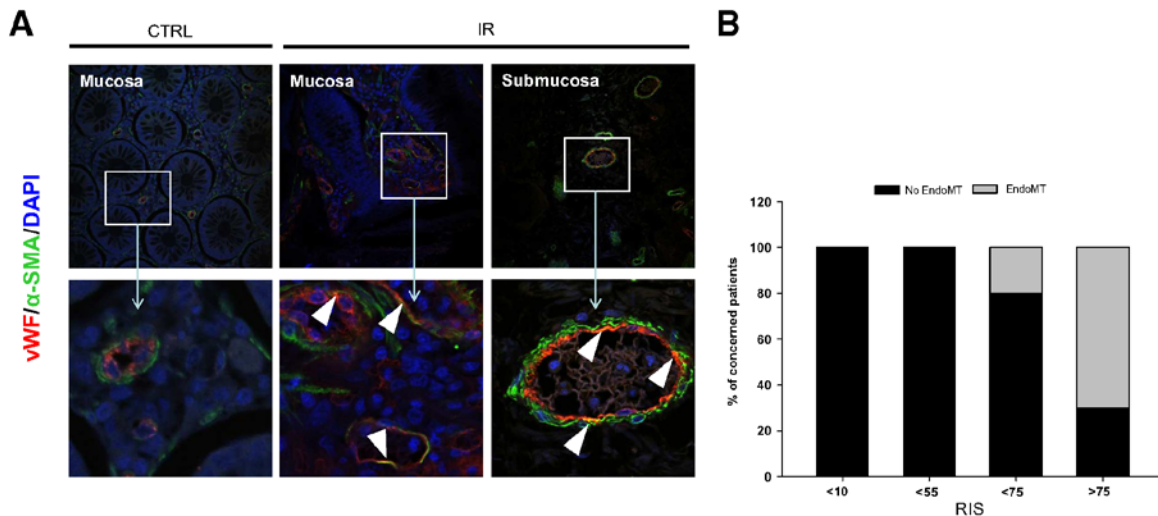 A
CTRL
IR
Mucosa
Mucosa
Submucosa
vWF/α-SMA/DAPI
B
No EndoMT
EndoMT
120
100
80
60
40
20
0
% of concerned patients
<10
<55
<75
>75
RIS